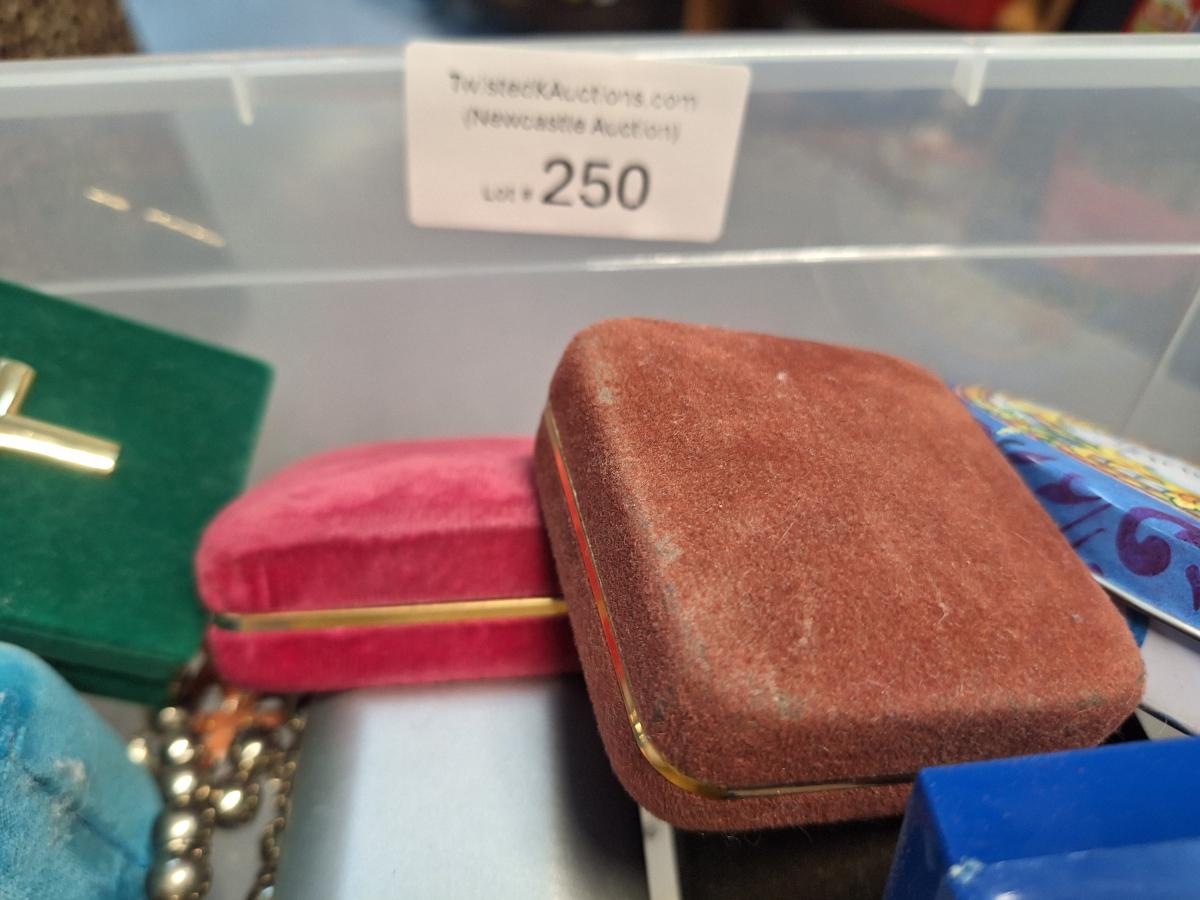 TwistedKAuctions.com
(Newcastle Auction)
Lot # 250